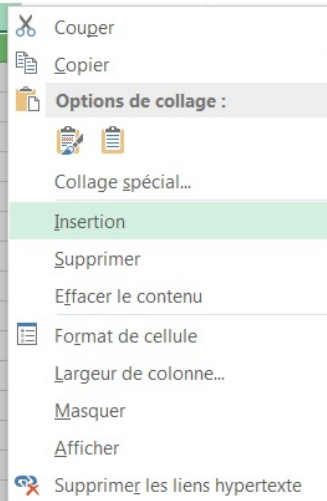 Couper
Copier
Options de collage :
Collage spécial...
Insertion
Supprimer
Effacer le contenu
Format de cellule
Largeur de colonne...
Masquer
Afficher
Supprimer les liens hypertexte